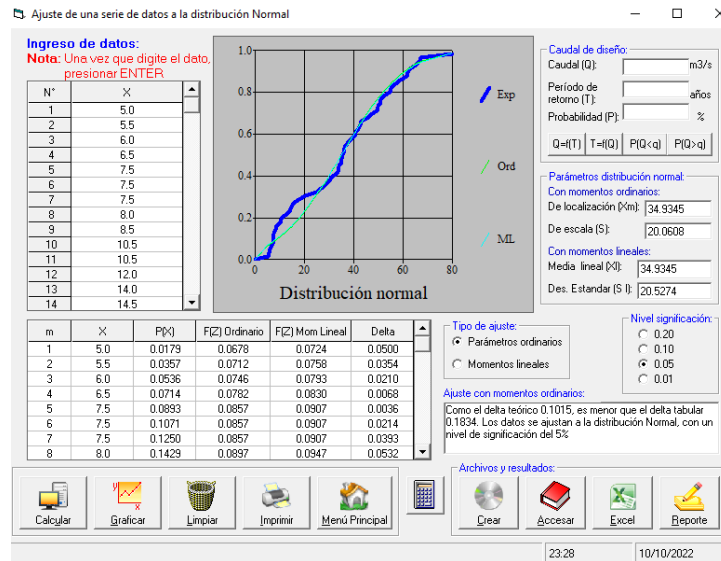 Ajuste de una serie de datos a la distribución Normal
Ingreso de datos:
Nota: Una vez que digite el dato,
presionar ENTER
N° X
1 5.0
2 5.5
3 6.0
4 6.5
5 7.5
6 7.5
7 7.5
8 8.0
9 8.5
10 10.5
11 10.5
12 12.0
13 14.0
14 14.5
1.0
0.8
0.6
0.4
0.2
0.0
0 20 40 60 80
Distribución normal
Exp
Ord
ML
Caudal de diseño:
Caudal (Q): m3/s
Período de
retorno (T): años
Probabilidad (P): %
Q=f(T) T=f(Q) P(Q<q) P(Q>q)
Parámetros distribución normal:
Con momentos ordinarios:
De localización (Xm): 34.9345
De escala (S): 20.0608
Con momentos lineales:
Media lineal (Xl): 34.9345
Des. Estandar (S l): 20.5274
m X P(X) F(Z) Ordinario F(Z) Mom Lineal Delta
1 5.0 0.0179 0.0678 0.0724 0.0500
2 5.5 0.0357 0.0712 0.0758 0.0354
3 6.0 0.0536 0.0746 0.0793 0.0210
4 6.5 0.0714 0.0782 0.0830 0.0068
5 7.5 0.0893 0.0857 0.0907 0.0036
6 7.5 0.1071 0.0857 0.0907 0.0214
7 7.5 0.1250 0.0857 0.0907 0.0393
8 8.0 0.1429 0.0897 0.0947 0.0532
Tipo de ajuste:
Parámetros ordinarios
Momentos lineales
Nivel significación:
0.20
0.10
0.05
0.01
Ajuste con momentos ordinarios:
Como el delta teórico 0.1015, es menor que el delta tabular
0.1834. Los datos se ajustan a la distribución Normal, con un
nivel de significación del 5%
Calcular Graficar Limpiar Imprimir Menú Principal
Archivos y resultados:
Crear Accesar Excel Reporte
23:28 10/10/2022